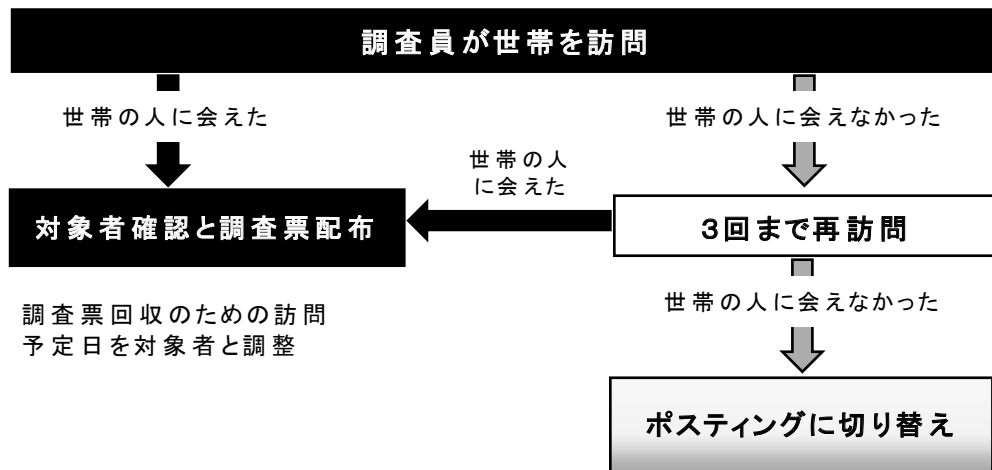 調査員が世帯を訪問
世帯の人に会えた
世帯の人に会えなかった
世帯の人
に会えた
対象者確認と調査票配布
3回まで再訪問
調査票回収のための訪問
予定日を対象者と調整
世帯の人に会えなかった
ポスティングに切り替え